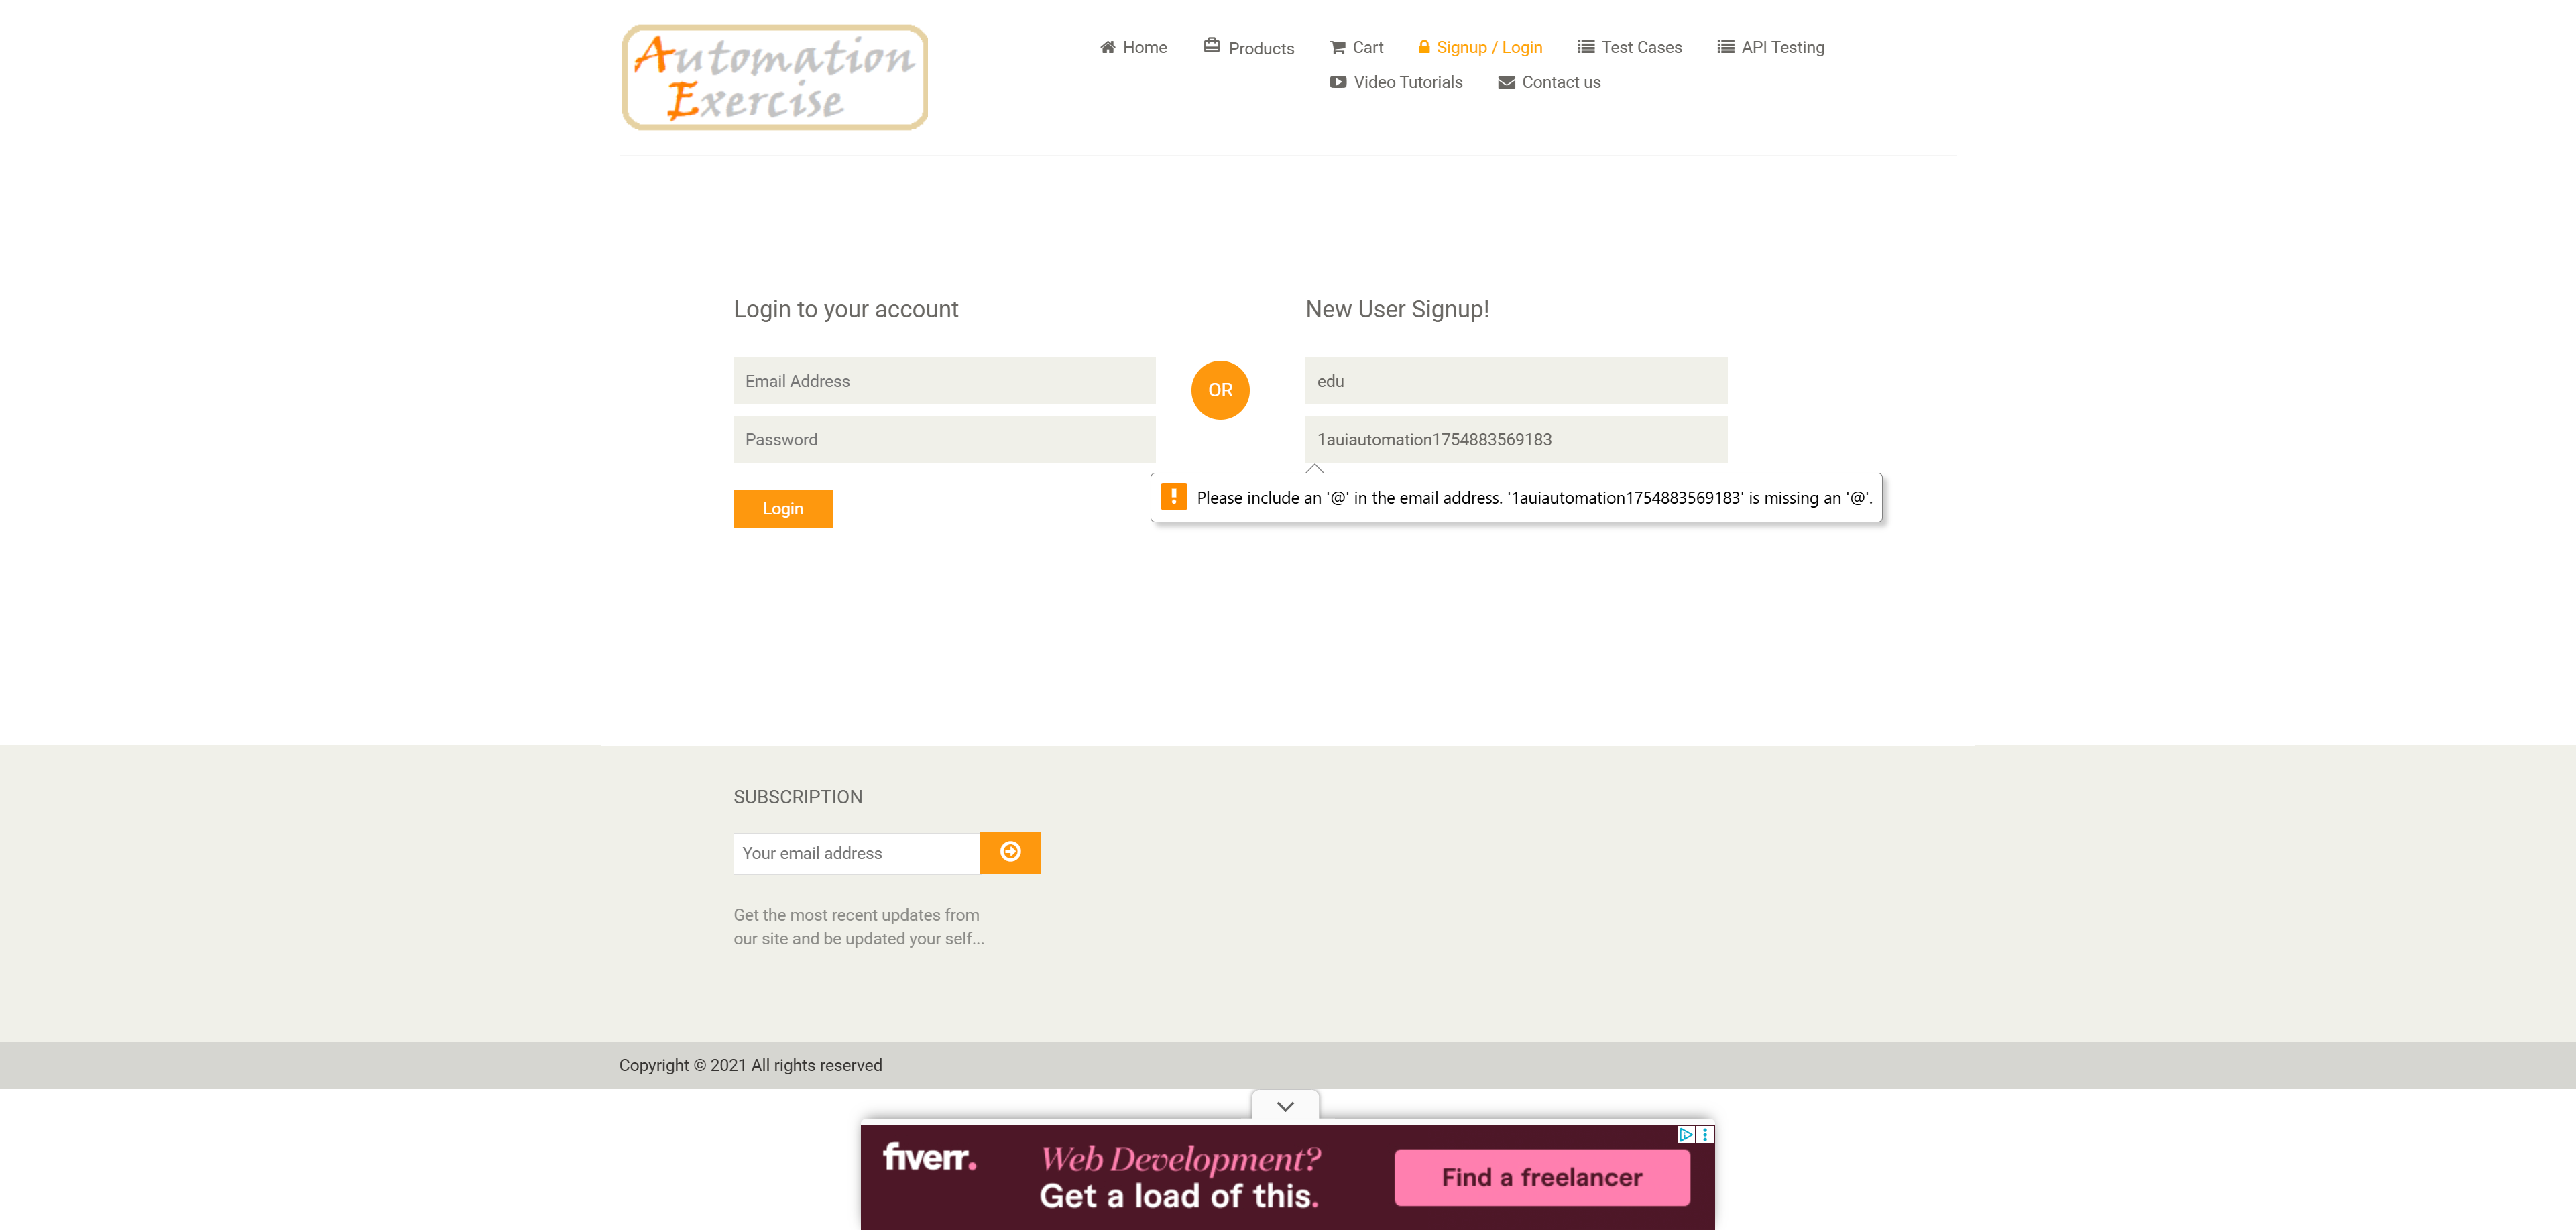 Automation
Exercise
Home
Products
Cart
Signup / Login
Test Cases
API Testing
Video Tutorials
Contact us
Login to your account
Email Address
Password
Login
OR
New User Signup!
edu
1auiautomation1754883569183
Please include an '@' in the email address. '1auiautomation1754883569183' is missing an '@'.
SUBSCRIPTION
Your email address
Get the most recent updates from
our site and be updated your self...
Copyright © 2021 All rights reserved
fiverr.
Web Development?
Get a load of this.
Find a freelancer